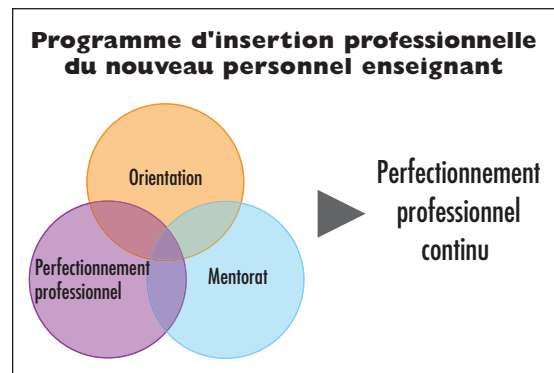 Programme d'insertion professionnelle
du nouveau personnel enseignant
Orientation
Perfectionnement
professionnel
Mentorat
Perfectionnement
professionnel
continu